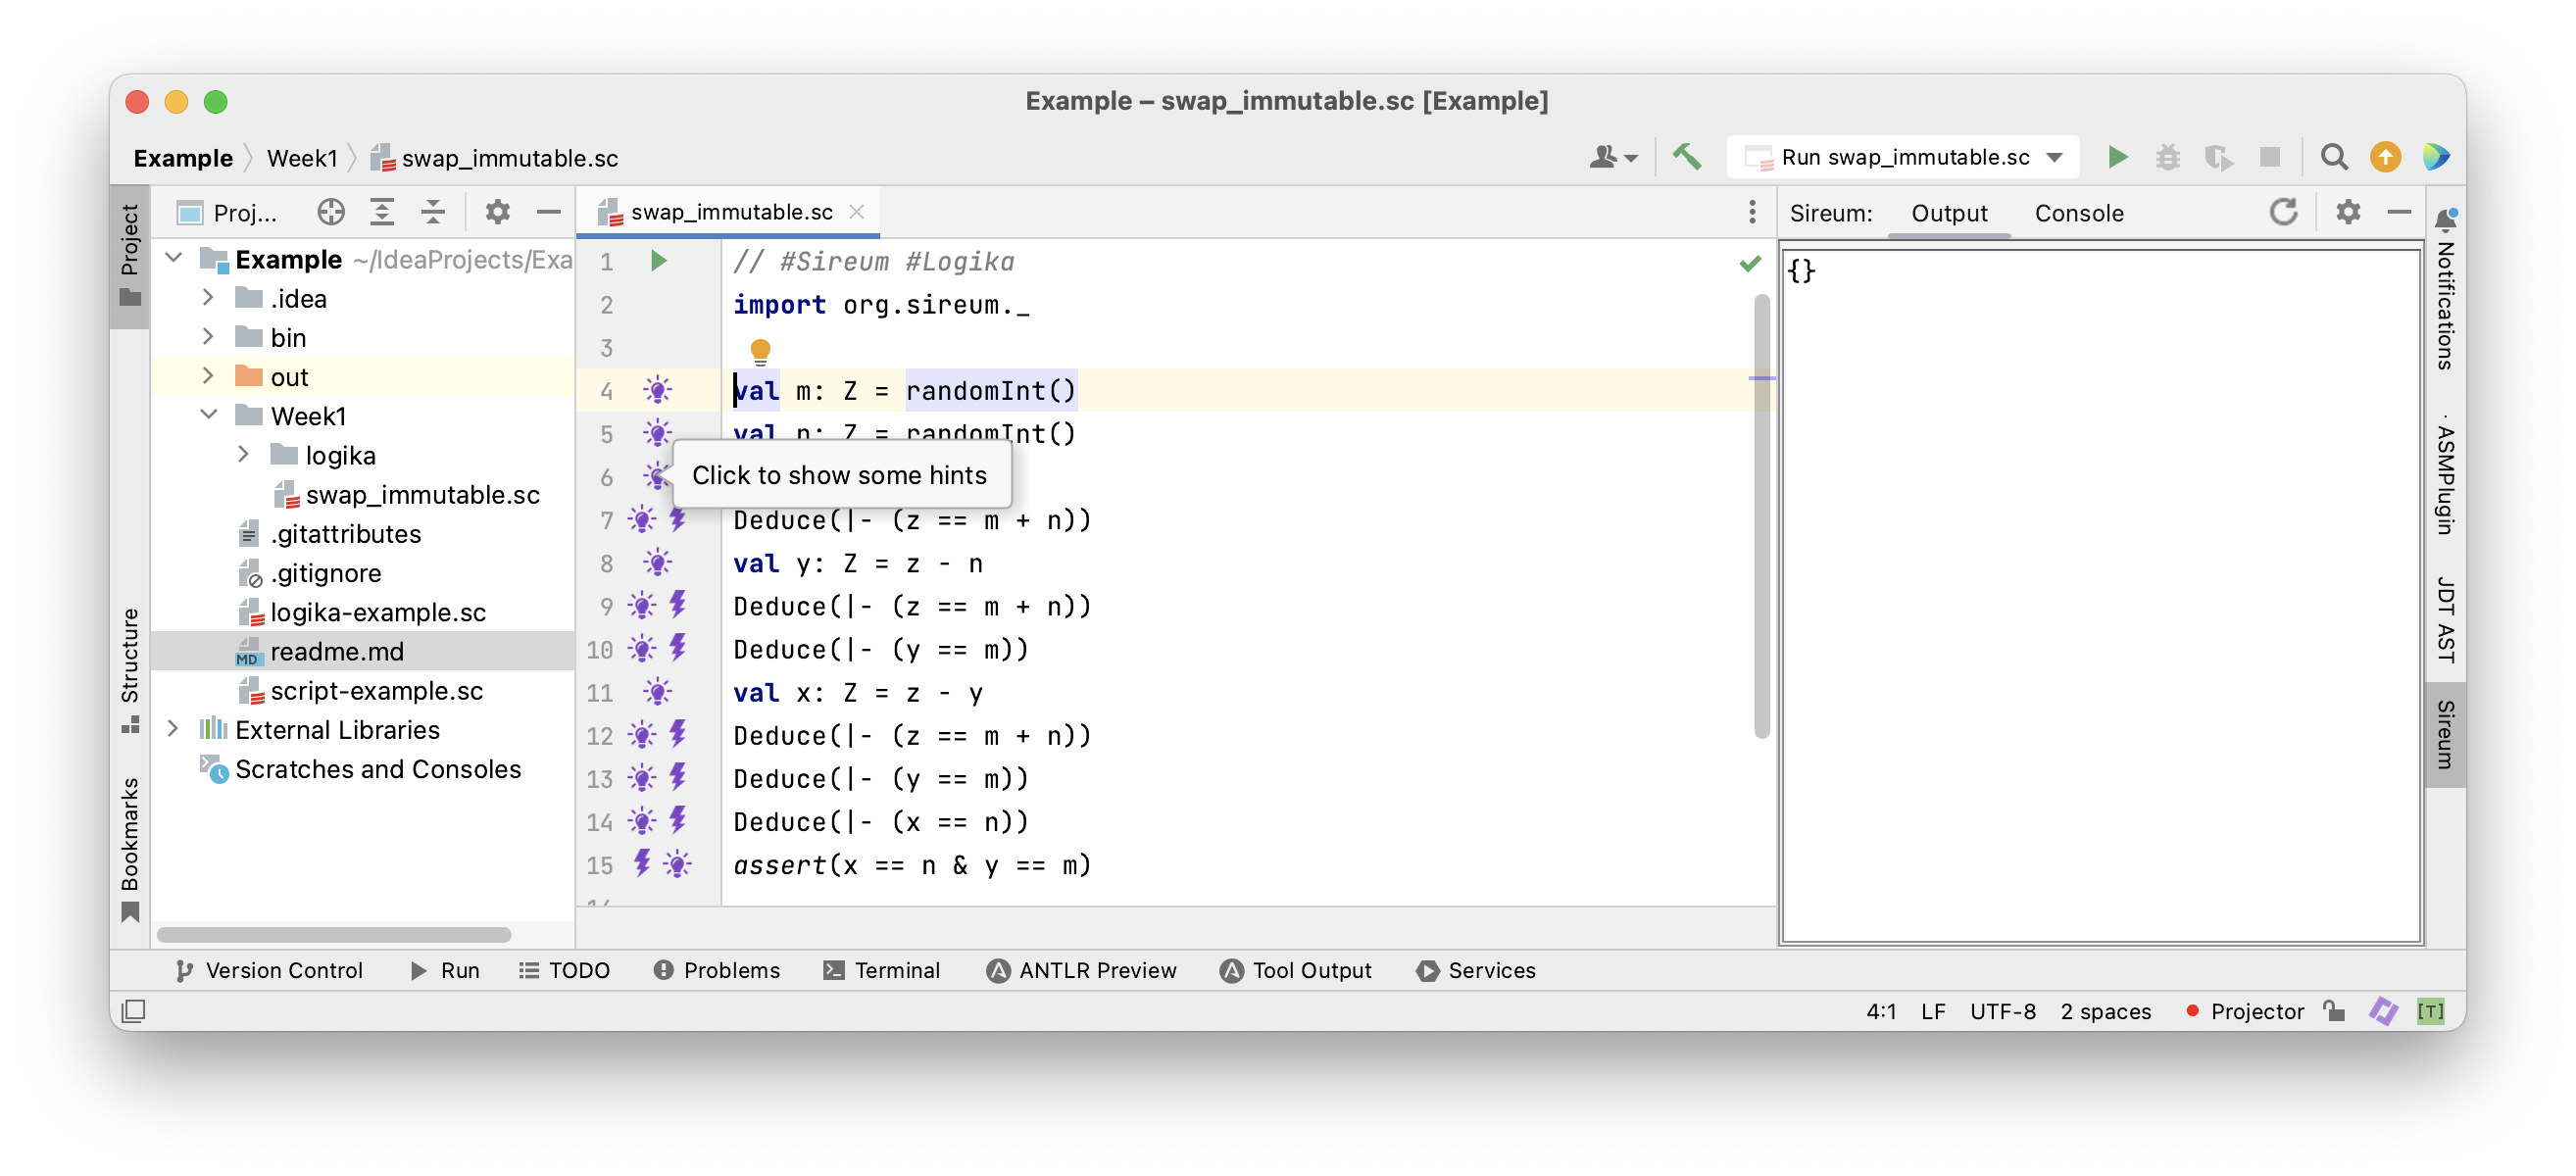 Example – swap_immutable.sc [Example]
Example Week1 swap_immutable.sc
Run swap_immutable.sc
Project
Structure
Bookmarks
Proj...
Example ~/IdeaProjects/Exa
.idea
bin
out
Week1
logika
swap_immutable.sc
.gitattributes
.gitignore
logika-example.sc
MD readme.md
script-example.sc
External Libraries
Scratches and Consoles
swap_immutable.sc
1 // #Sireum #Logika
2 import org.sireum._
3
4 val m: Z = randomInt()
5 val n: Z = randomInt()
6
Click to show some hints
7 Deduce(|- (z == m + n))
8 val y: Z = z - n
9 Deduce(|- (z == m + n))
10 Deduce(|- (y == m))
11 val x: Z = z - y
12 Deduce(|- (z == m + n))
13 Deduce(|- (y == m))
14 Deduce(|- (x == n))
15 assert(x == n & y == m)
Sireum: Output Console
{}
Notifications
ASMPlugin
JDT AST
Sireum
Version Control Run TODO Problems Terminal ANTLR Preview Tool Output Services
4:1 LF UTF-8 2 spaces Projector [T]